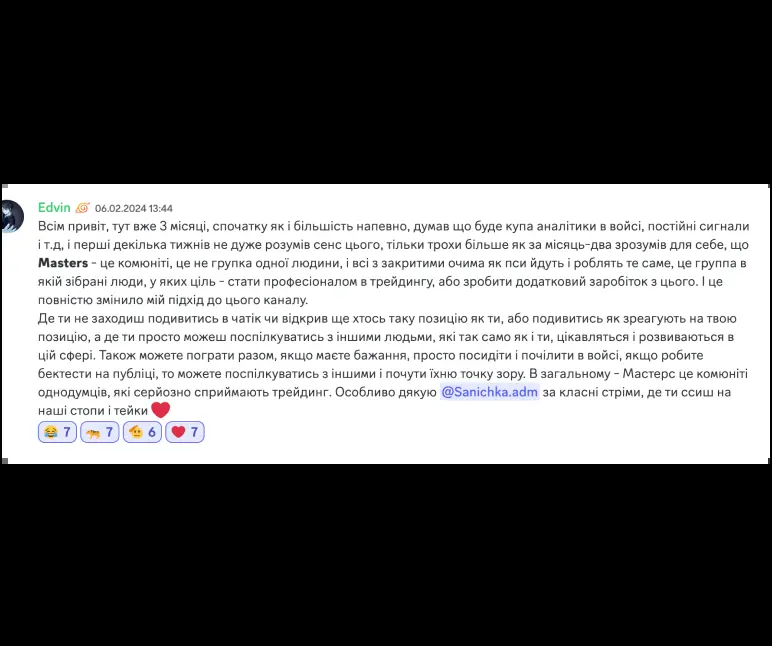 Edvin 06.02.2024 13:44
Всім привіт, тут вже 3 місяці, спочатку як і більшість напевно, думав що буде купа аналітики в войсі, постійні сигнали
і т.д, і перші декілька тижнів не дуже розумів сенс цього, тільки трохи більше як за місяць-два зрозумів для себе, що
Masters - це комюніті, це не групка одної людини, і всі з закритими очима як пси йдуть і роблять те саме, це группа в
якій зібрані люди, у яких ціль - стати професіоналом в трейдингу, або зробити додатковий заробіток з цього. І це
повністю змінило мій підхід до цього каналу.
Де ти не заходиш подивитись в чатік чи відкрив ще хтось таку позицію як ти, або подивитись як зреагують на твою
позицію, а де ти просто можеш поспілкуватись з іншими людьми, які так само як і ти, цікавляться і розвиваються в
цій сфері. Також можете пограти разом, якщо маєте бажання, просто посидіти і почілити в войсі, якщо робите
бектести на публіці, то можете поспілкуватись з іншими і почути їхню точку зору. В загальному - Мастерс це комюніті
однодумців, які серйозно сприймають трейдинг. Особливо дякую @Sanichka.adm за класні стріми, де ти ссиш на
наші стопи і тейки ❤️
😂 7 🐅 7 🫡 6 ❤️ 7